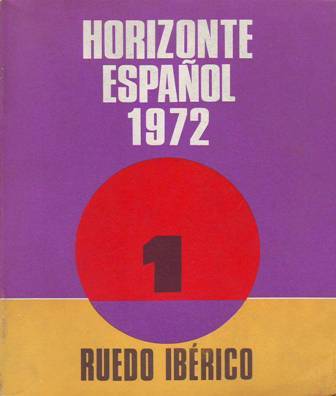 HORIZONTE
ESPAÑOL
1972
1
RUEDO IBÉRICO